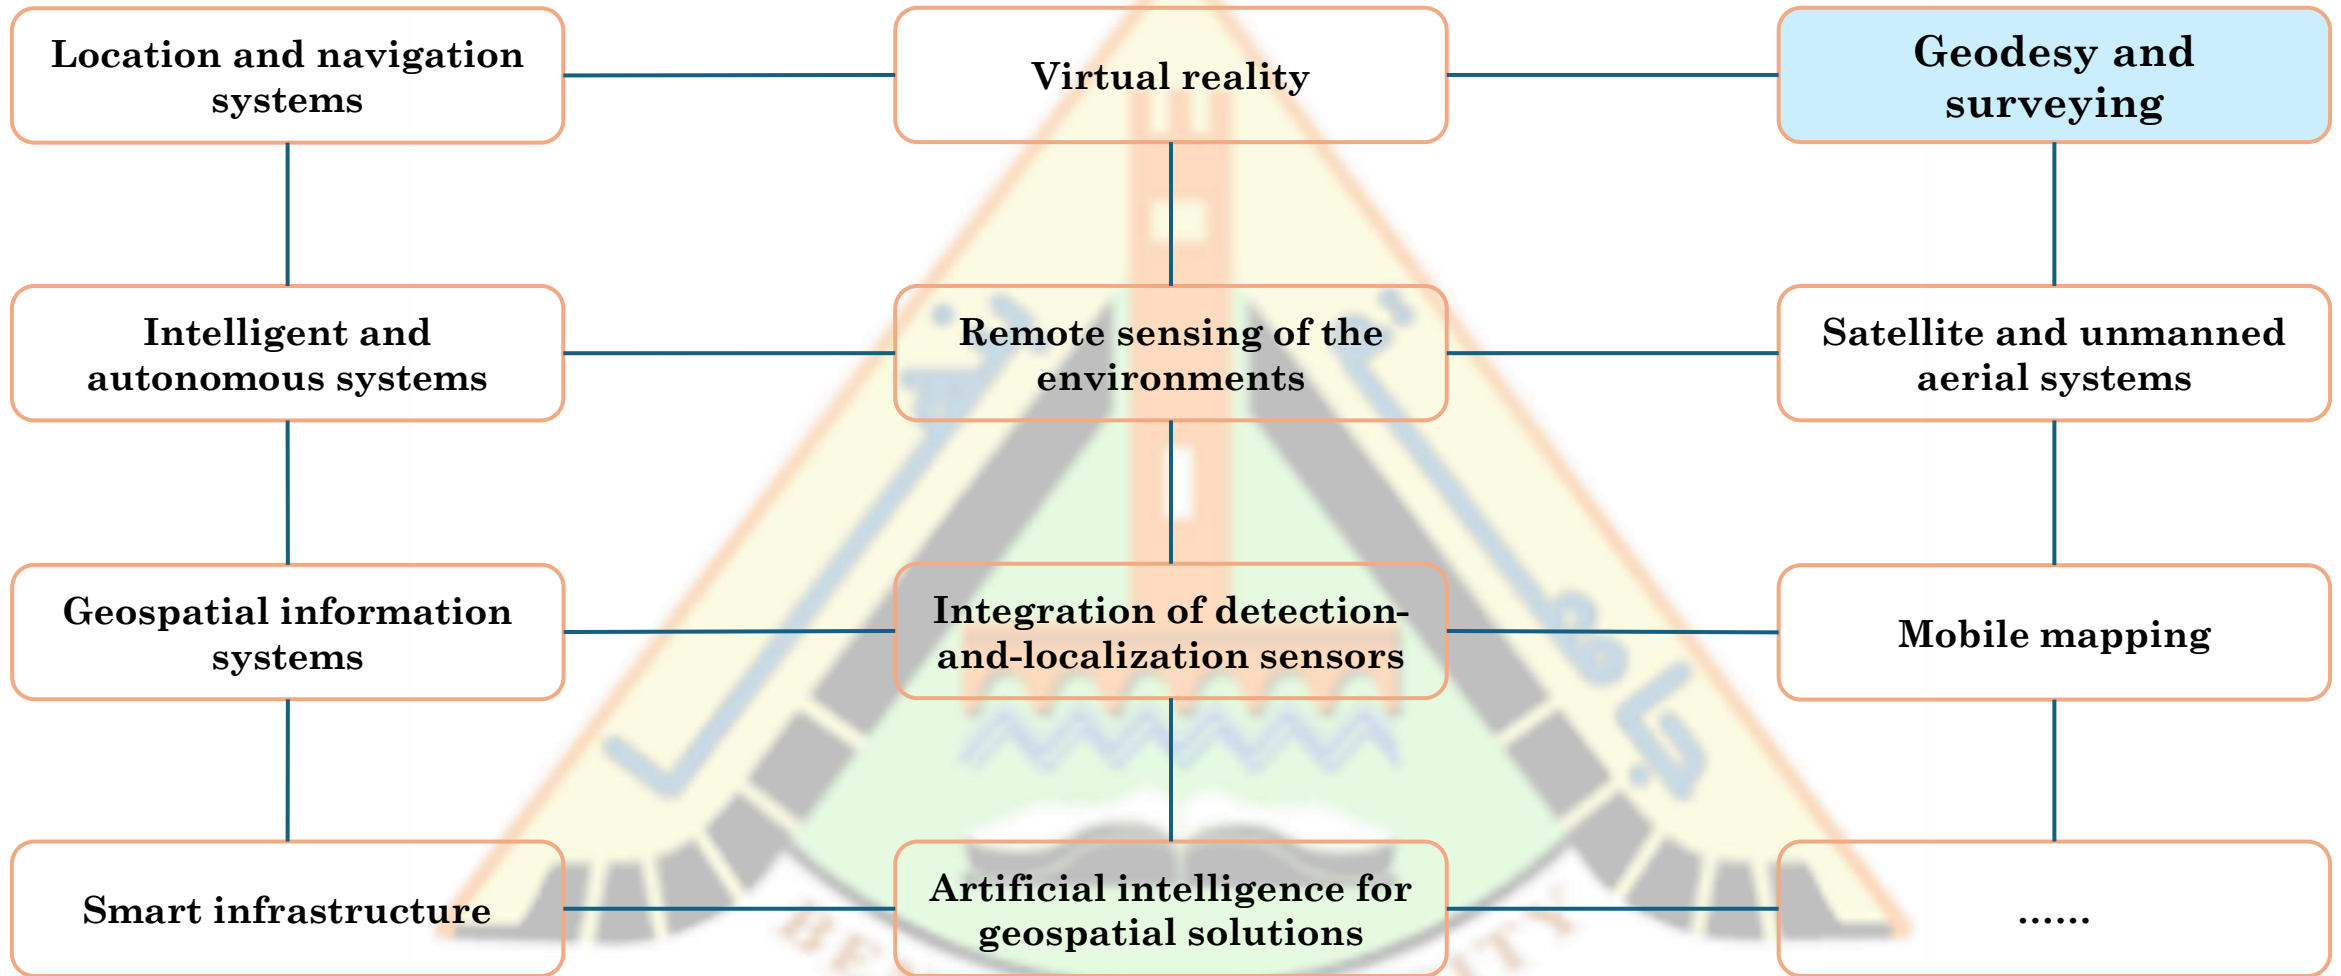 Location and navigation
systems
Virtual reality
Geodesy and
surveying
Intelligent and
autonomous systems
Remote sensing of the
environments
Satellite and unmanned
aerial systems
Geospatial information
systems
Integration of detection-
and-localization sensors
Mobile mapping
Smart infrastructure
Artificial intelligence for
geospatial solutions
......
جامعة